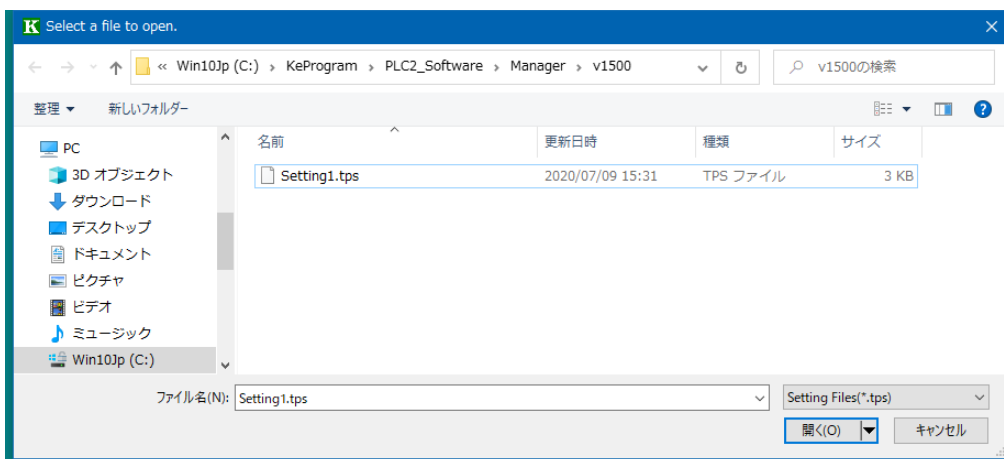 K Select a file to open.
« Win10Jp (C:) › KeProgram › PLC2_Software › Manager › v1500
v1500の検索
整理 新しいフォルダー
名前 更新日時 種類 サイズ
Setting1.tps 2020/07/09 15:31 TPS ファイル 3 KB
PC
3D オブジェクト
ダウンロード
デスクトップ
ドキュメント
ピクチャ
ビデオ
ミュージック
Win10Jp (C:)
ファイル名(N): Setting1.tps Setting Files(*.tps)
開く(O) キャンセル